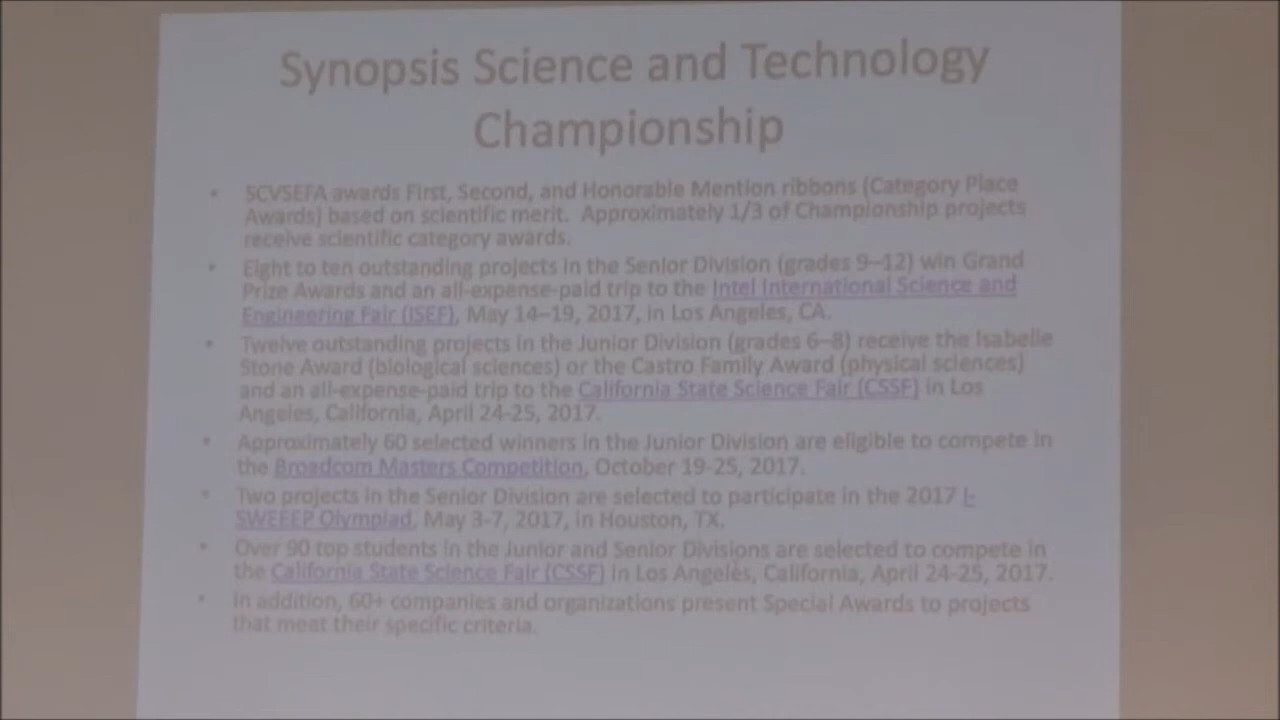 Synopsis Science and Technology
Championship
• SCVSEFA awards First, Second, and Honorable Mention ribbons (Category Place
Awards) based on scientific merit. Approximately 1/3 of Championship projects
receive scientific category awards.
• Eight to ten outstanding projects in the Senior Division (grades 9–12) win Grand
Prize Awards and an all-expense-paid trip to the Intel International Science and
Engineering Fair (ISEF), May 14–19, 2017, in Los Angeles, CA.
• Twelve outstanding projects in the Junior Division (grades 6–8) receive the Isabelle
Stone Award (biological sciences) or the Castro Family Award (physical sciences)
and an all-expense-paid trip to the California State Science Fair (CSSF) in Los
Angeles, California, April 24-25, 2017.
• Approximately 60 selected winners in the Junior Division are eligible to compete in
the Broadcom Masters Competition, October 19-25, 2017.
• Two projects in the Senior Division are selected to participate in the 2017 I-
SWEEEP Olympiad, May 3-7, 2017, in Houston, TX.
• Over 90 top students in the Junior and Senior Divisions are selected to compete in
the California State Science Fair (CSSF) in Los Angeles, California, April 24-25, 2017.
• In addition, 60+ companies and organizations present Special Awards to projects
that meet their specific criteria.